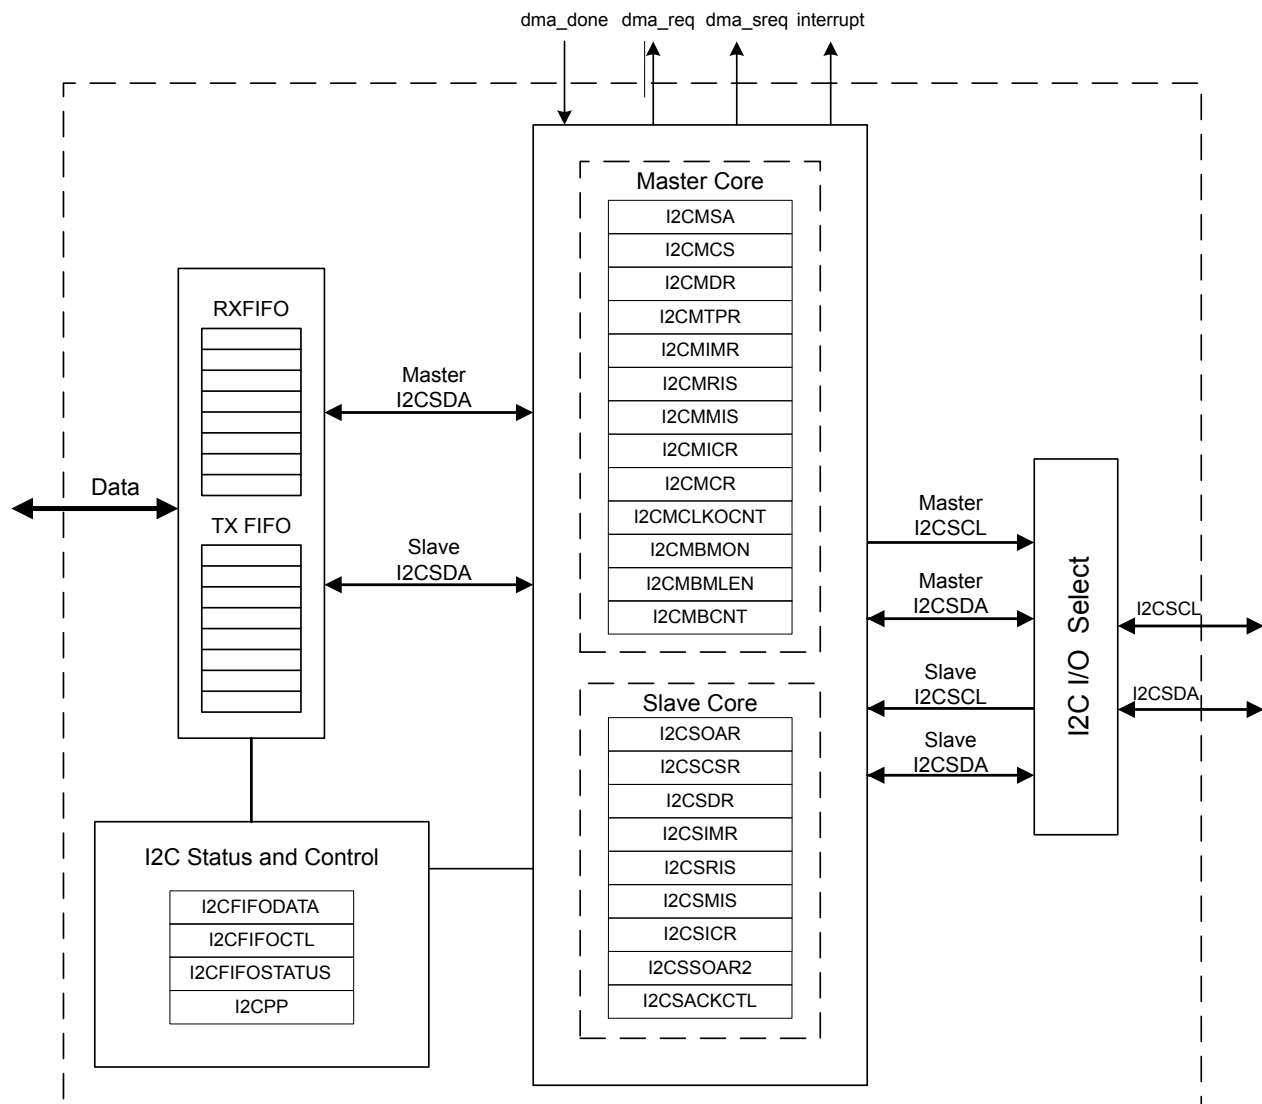 dma_done dma_req dma_sreq interrupt
Master Core
I2CMSA
I2CMCS
I2CMDR
I2CMTPR
I2CMIMR
I2CMRIS
I2CMMIS
I2CMICR
I2CMCR
I2CMCLKOCNT
I2CMBMON
I2CMBMLEN
I2CMBCNT
RXFIFO
TX FIFO
Data
Master
I2CSDA
Slave
I2CSDA
Slave Core
I2CSOAR
I2CSCSR
I2CSDR
I2CSIMR
I2CSRIS
I2CSMIS
I2CSICR
I2CSSOAR2
I2CSACKCTL
I2C Status and Control
I2CFIFODATA
I2CFIFOCTL
I2CFIFOSTATUS
I2CPP
Master
I2CSCL
Master
I2CSDA
Slave
I2CSCL
Slave
I2CSDA
I2C I/O Select
I2CSCL
I2CSDA